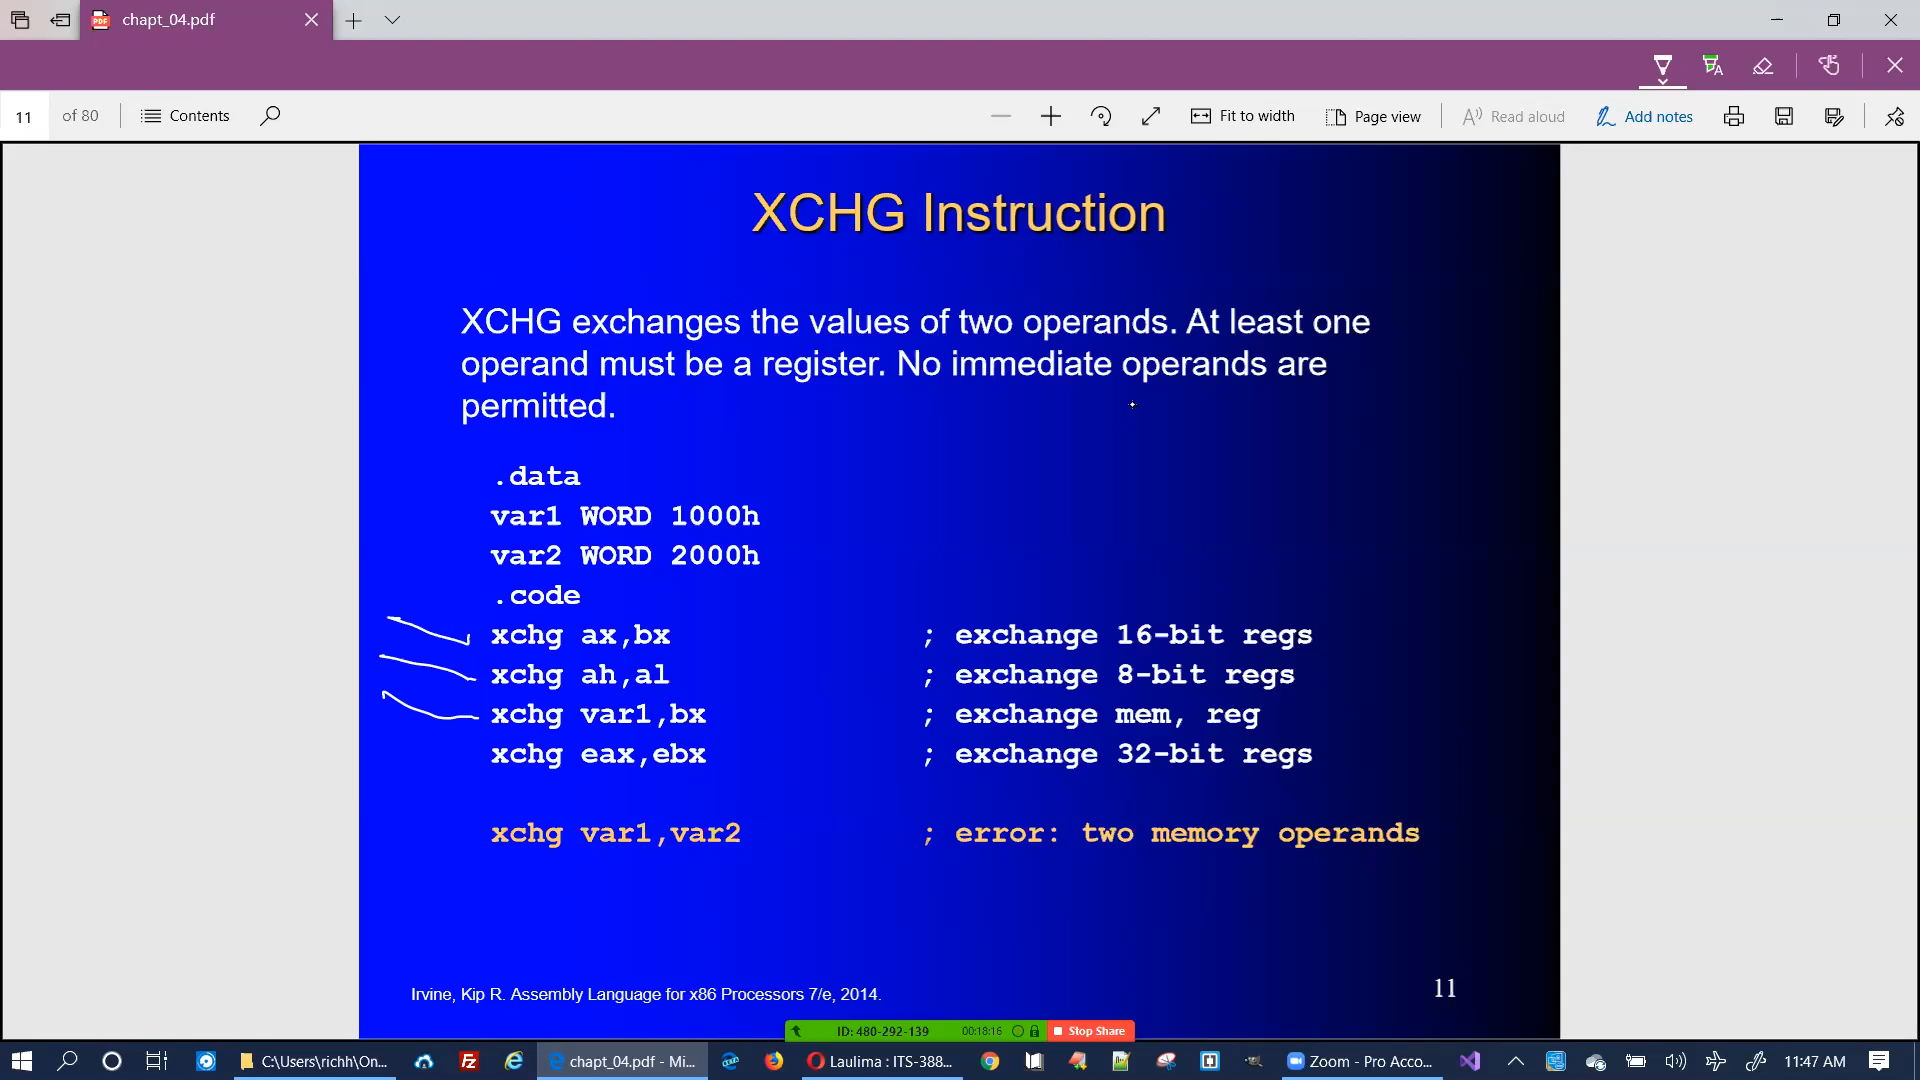 chapt_04.pdf
11 of 80 Contents Fit to width Page view Read aloud Add notes
XCHG Instruction
XCHG exchanges the values of two operands. At least one
operand must be a register. No immediate operands are
permitted.
.data
var1 WORD 1000h
var2 WORD 2000h
.code
xchg ax,bx ; exchange 16-bit regs
xchg ah,al ; exchange 8-bit regs
xchg var1,bx ; exchange mem, reg
xchg eax,ebx ; exchange 32-bit regs
xchg var1,var2 ; error: two memory operands
Irvine, Kip R. Assembly Language for x86 Processors 7/e, 2014. 11
ID: 480-292-139 00:18:16 Stop Share
C:\Users\richh\On... chapt_04.pdf - Mi... Laulima : ITS-388... Zoom - Pro Acco... 11:47 AM